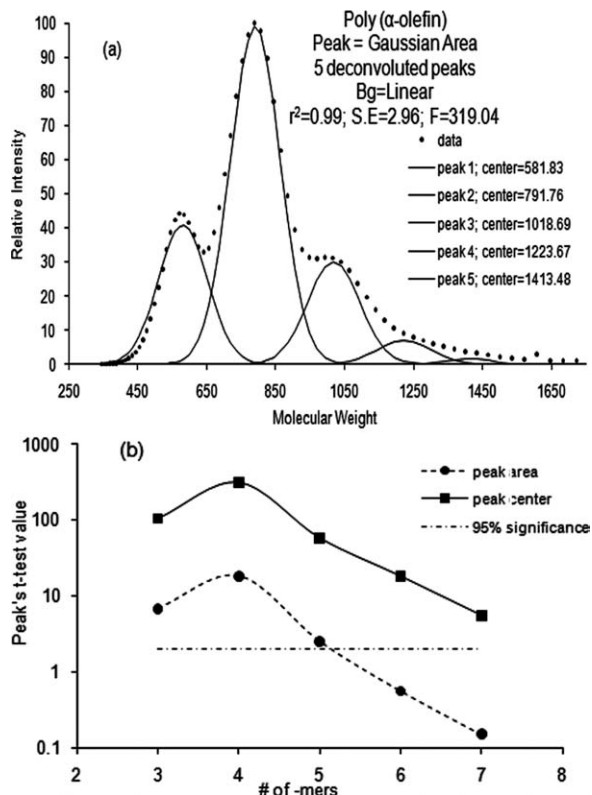 (a)
Poly (α-olefin)
Peak = Gaussian Area
5 deconvoluted peaks
Bg=Linear
r²=0.99; S.E=2.96; F=319.04
data
peak 1; center=581.83
peak 2; center=791.76
peak 3; center=1018.69
peak 4; center=1223.67
peak 5; center=1413.48
Relative Intensity
100
90
80
70
60
50
40
30
20
10
0
250
450
650
850
1050
1250
1450
1650
Molecular Weight
(b)
peak area
peak center
95% significance
Peak's t-test value
1000
100
10
1
0.1
2
3
4
5
6
7
8
# of -mers